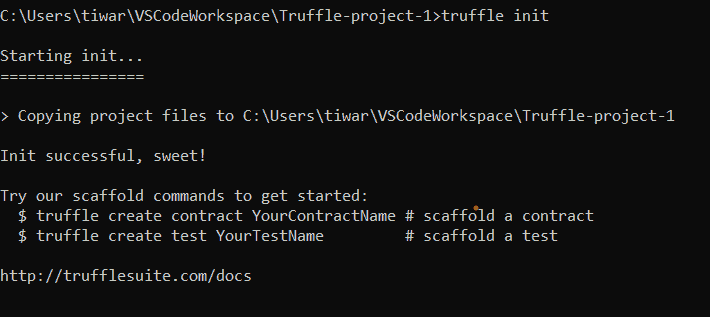 C:\Users\tiwar\VSCodeWorkspace\Truffle-project-1>truffle init
Starting init...
================
> Copying project files to C:\Users\tiwar\VSCodeWorkspace\Truffle-project-1
Init successful, sweet!
Try our scaffold commands to get started:
  $ truffle create contract YourContractName # scaffold a contract
  $ truffle create test YourTestName         # scaffold a test
http://trufflesuite.com/docs